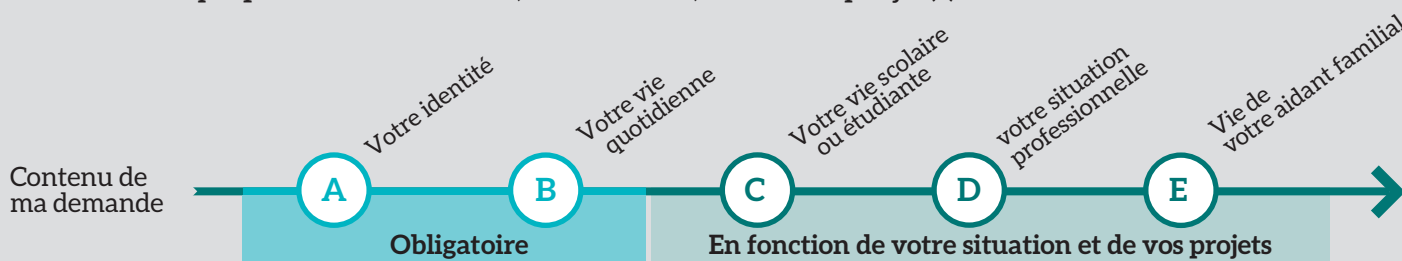 Votre identité
Votre vie
quotidienne
Votre vie scolaire
ou étudiante
votre situation
professionnelle
Vie de
votre aidant familial
Contenu de
ma demande
A
B
C
D
E
Obligatoire
En fonction de votre situation et de vos projets